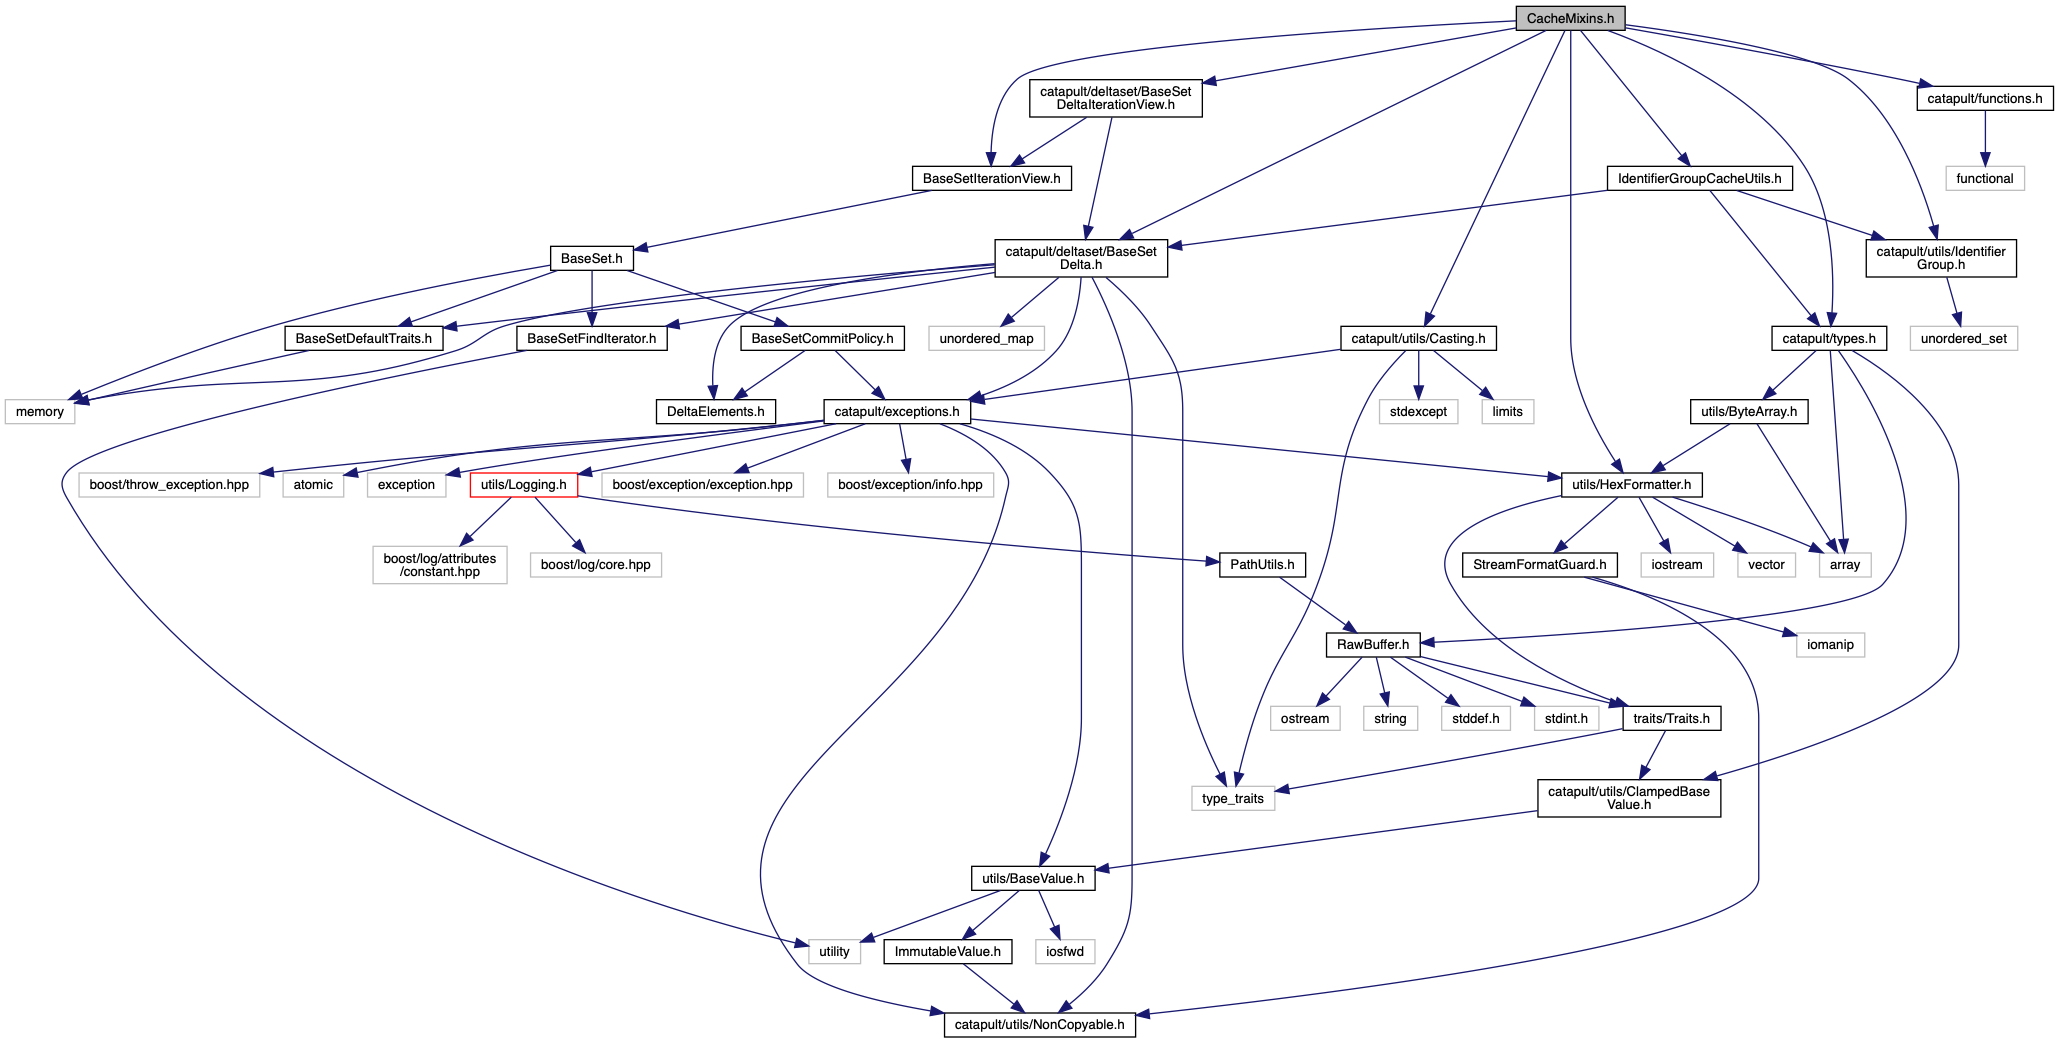 CacheMixins.h
catapult/deltaset/BaseSet
DeltaIterationView.h
catapult/functions.h
BaseSetIterationView.h
IdentifierGroupCacheUtils.h
functional
BaseSet.h
catapult/deltaset/BaseSet
Delta.h
catapult/utils/Identifier
Group.h
BaseSetDefaultTraits.h
BaseSetFindIterator.h
BaseSetCommitPolicy.h
unordered_map
catapult/utils/Casting.h
catapult/types.h
unordered_set
memory
DeltaElements.h
catapult/exceptions.h
stdexcept
limits
utils/ByteArray.h
boost/throw_exception.hpp
atomic
exception
utils/Logging.h
boost/exception/exception.hpp
boost/exception/info.hpp
utils/HexFormatter.h
boost/log/attributes
/constant.hpp
boost/log/core.hpp
PathUtils.h
StreamFormatGuard.h
iostream
vector
array
RawBuffer.h
iomanip
ostream
string
stddef.h
stdint.h
traits/Traits.h
type_traits
catapult/utils/ClampedBase
Value.h
utils/BaseValue.h
utility
ImmutableValue.h
iosfwd
catapult/utils/NonCopyable.h